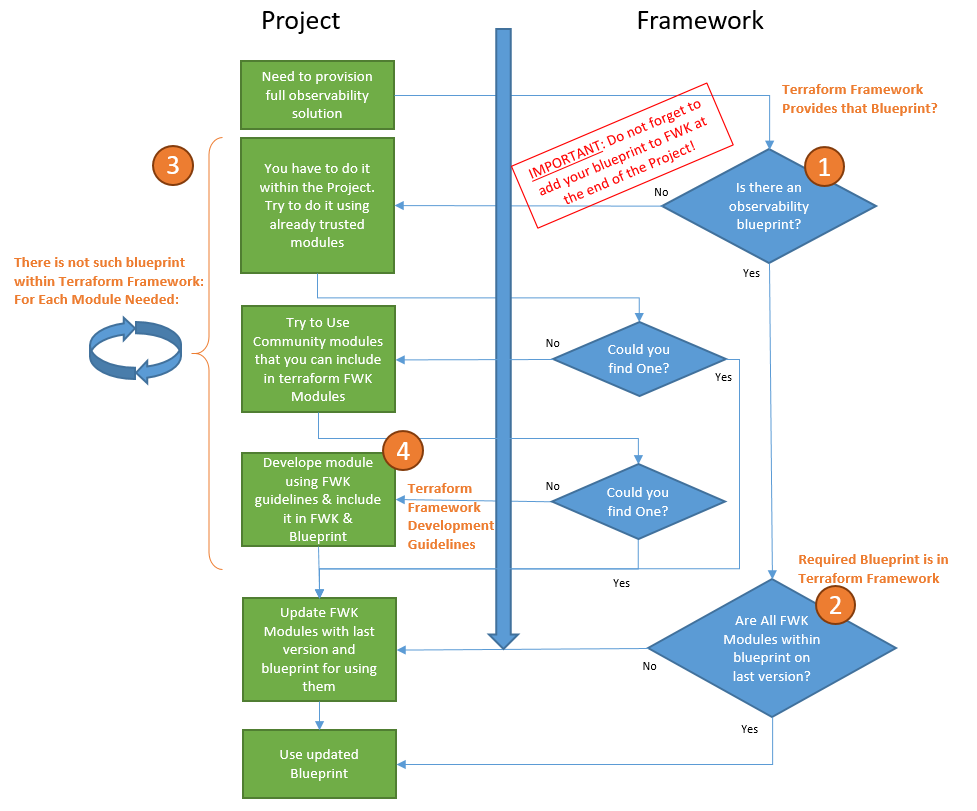 Project
Framework
Need to provision
full observability
solution
Terraform Framework
Provides that Blueprint?
IMPORTANT: Do not forget to
add your blueprint to FWK at
the end of the Project!
3
1
You have to do it
within the Project.
Try to do it using
already trusted
modules
No
Is there an
observability
blueprint?
Yes
There is not such blueprint
within Terraform Framework:
For Each Module Needed:
Try to Use
Community modules
that you can include
in terraform FWK
Modules
No
Could you
find One?
Yes
4
Develope module
using FWK
guidelines & include
it in FWK &
Blueprint
Terraform
Framework
Development
Guidelines
No
Could you
find One?
Yes
Required Blueprint is in
Terraform Framework
2
Update FWK
Modules with last
version and
blueprint for using
them
No
Are All FWK
Modules within
blueprint on
last version?
Yes
Use updated
Blueprint